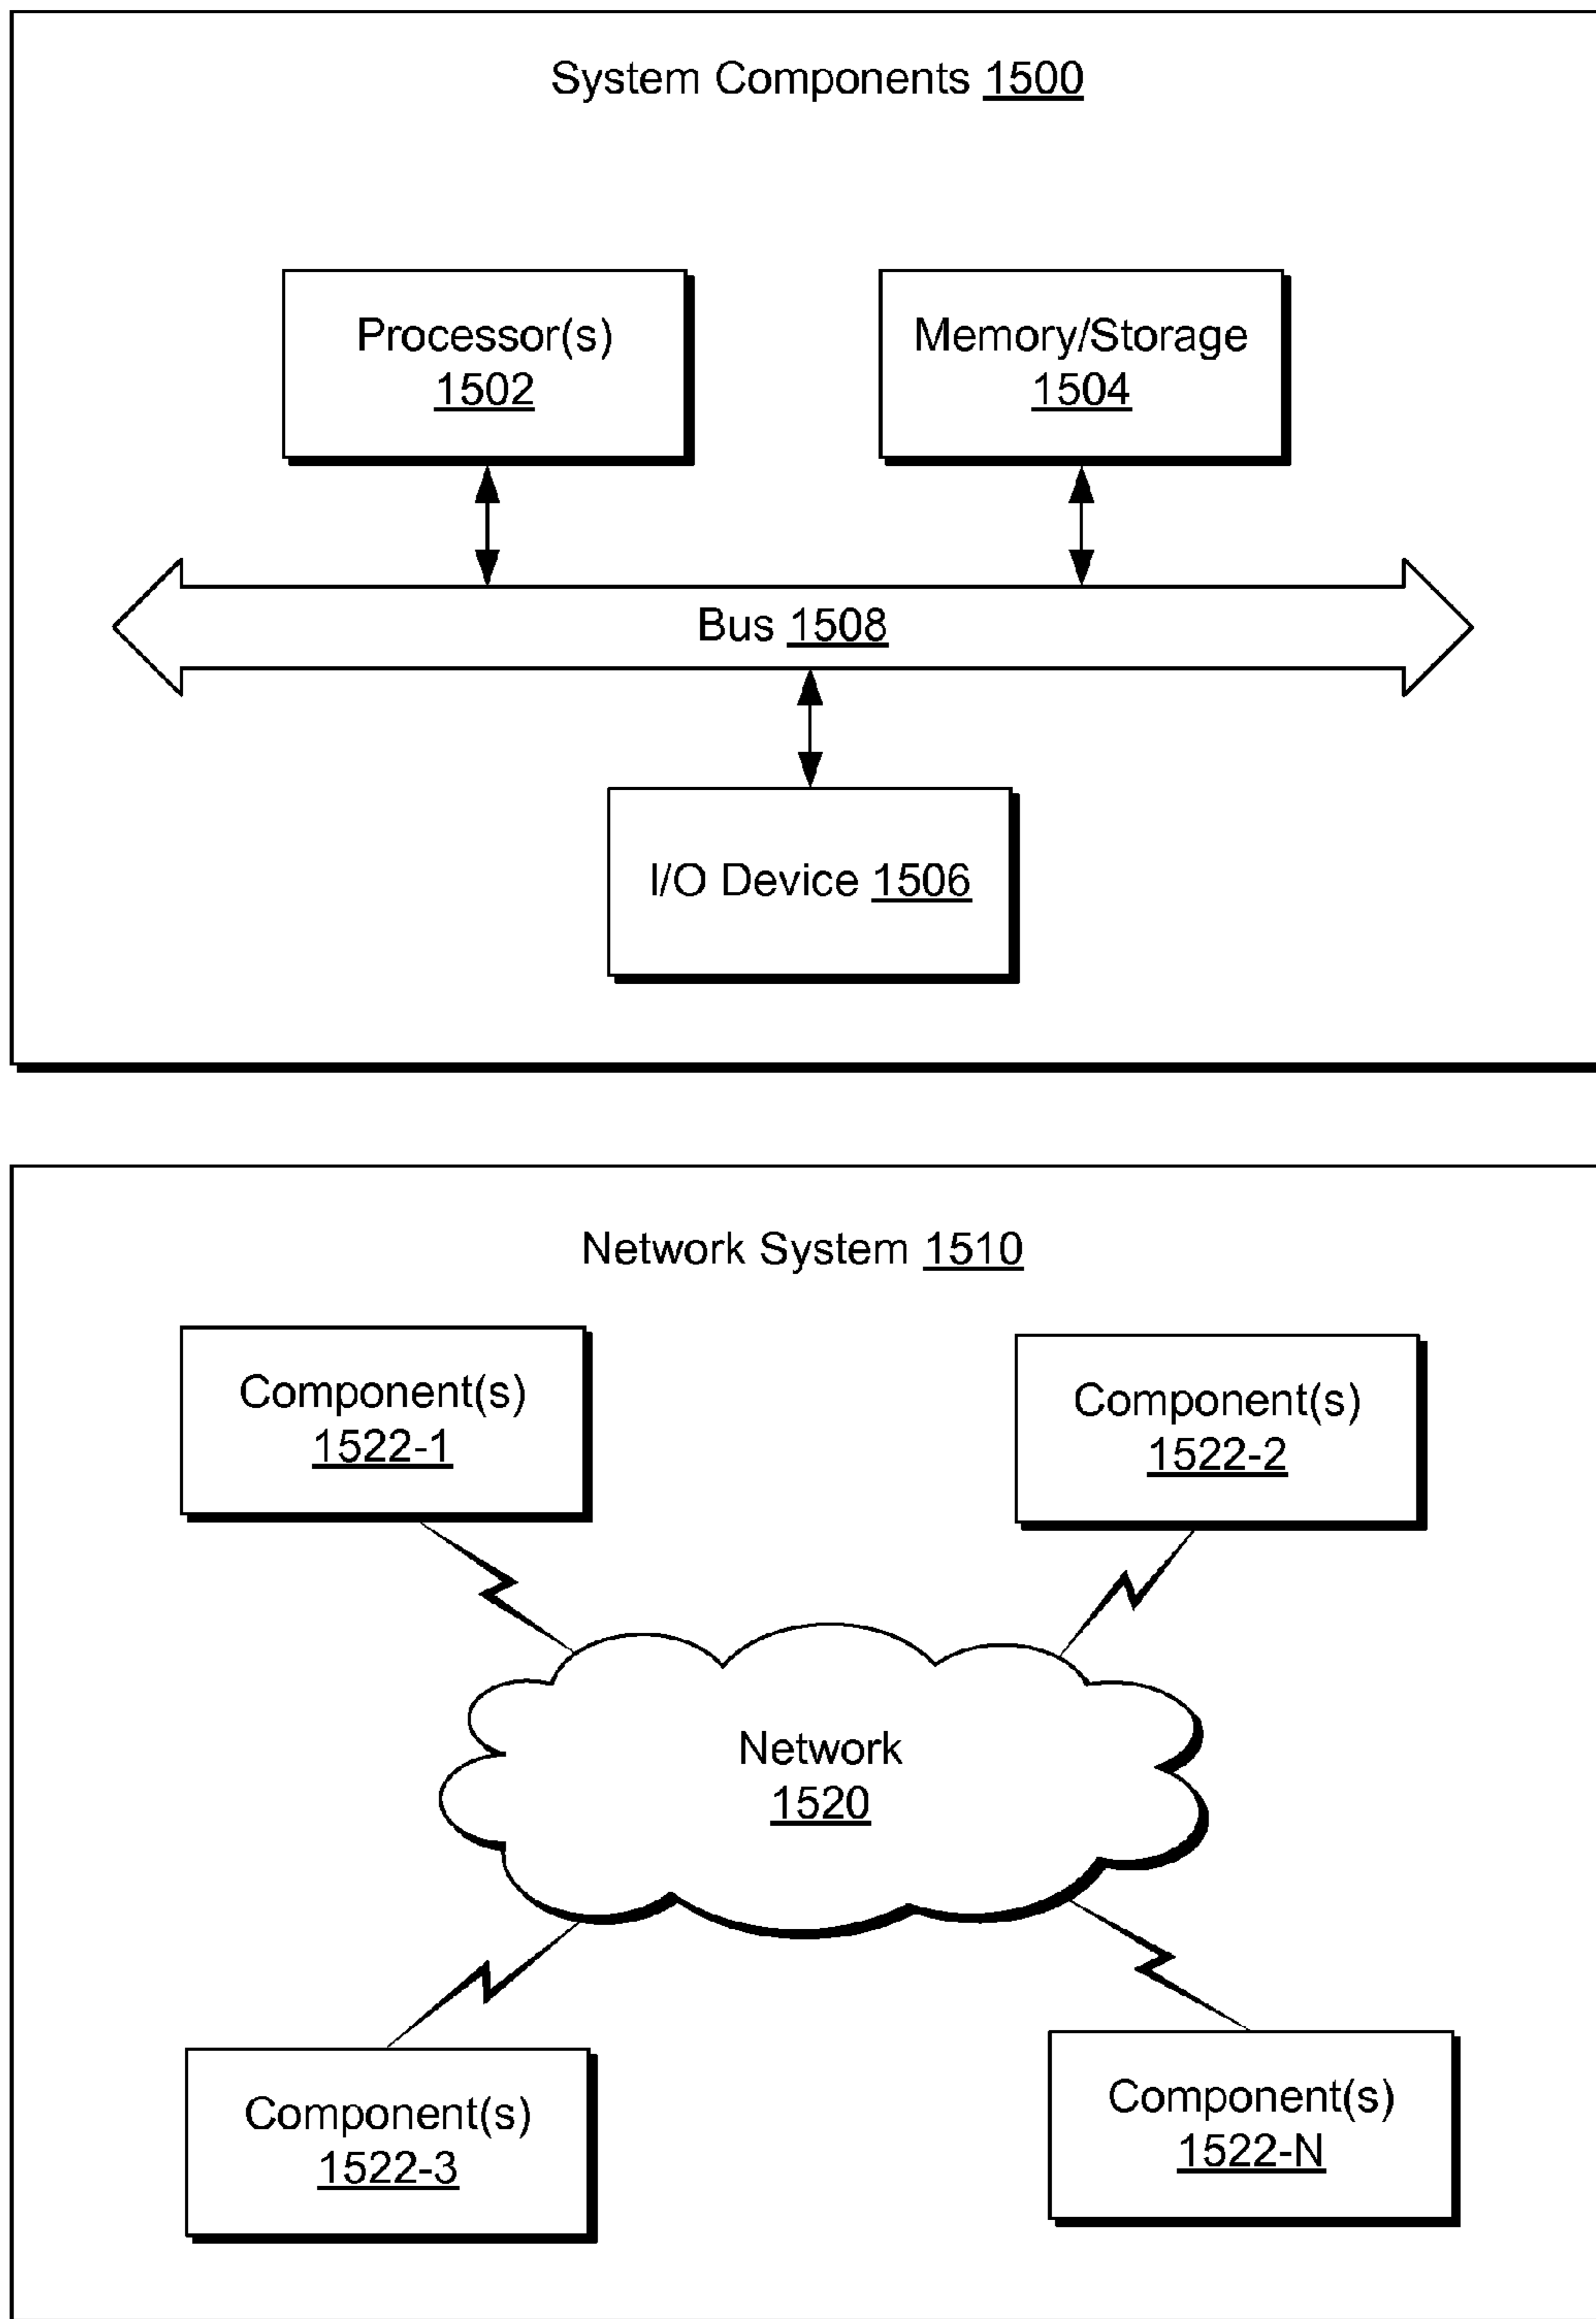 System Components 1500
Processor(s)
1502
Memory/Storage
1504
Bus 1508
I/O Device 1506
Network System 1510
Component(s)
1522-1
Component(s)
1522-2
Network
1520
Component(s)
1522-3
Component(s)
1522-N